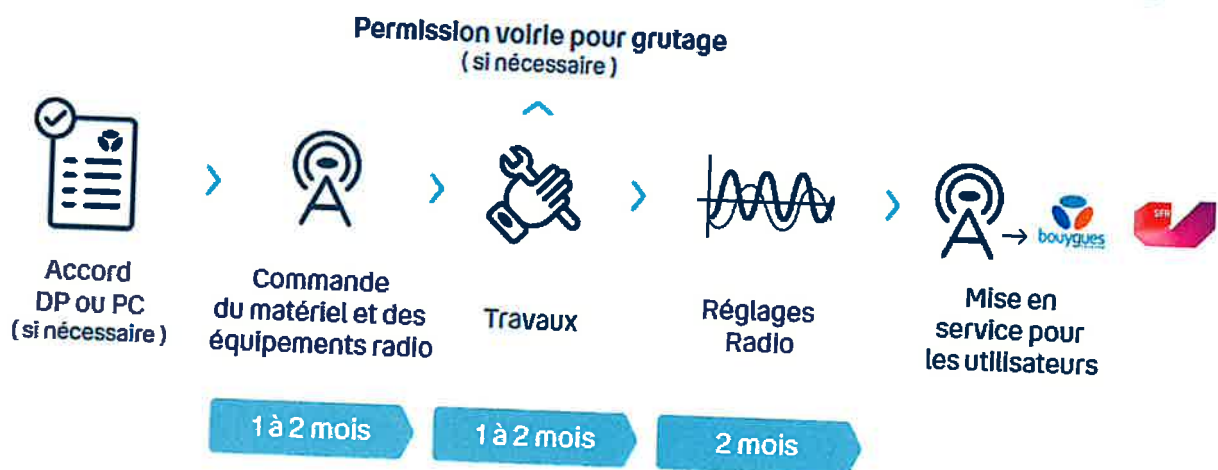 Permission voirie pour grutage
( si nécessaire )
Accord
DP ou PC
( si nécessaire )
Commande
du matériel et des
équipements radio
Travaux
Réglages
Radio
bouygues
SFR
Mise en
service pour
les utilisateurs
1 à 2 mois
1 à 2 mois
2 mois